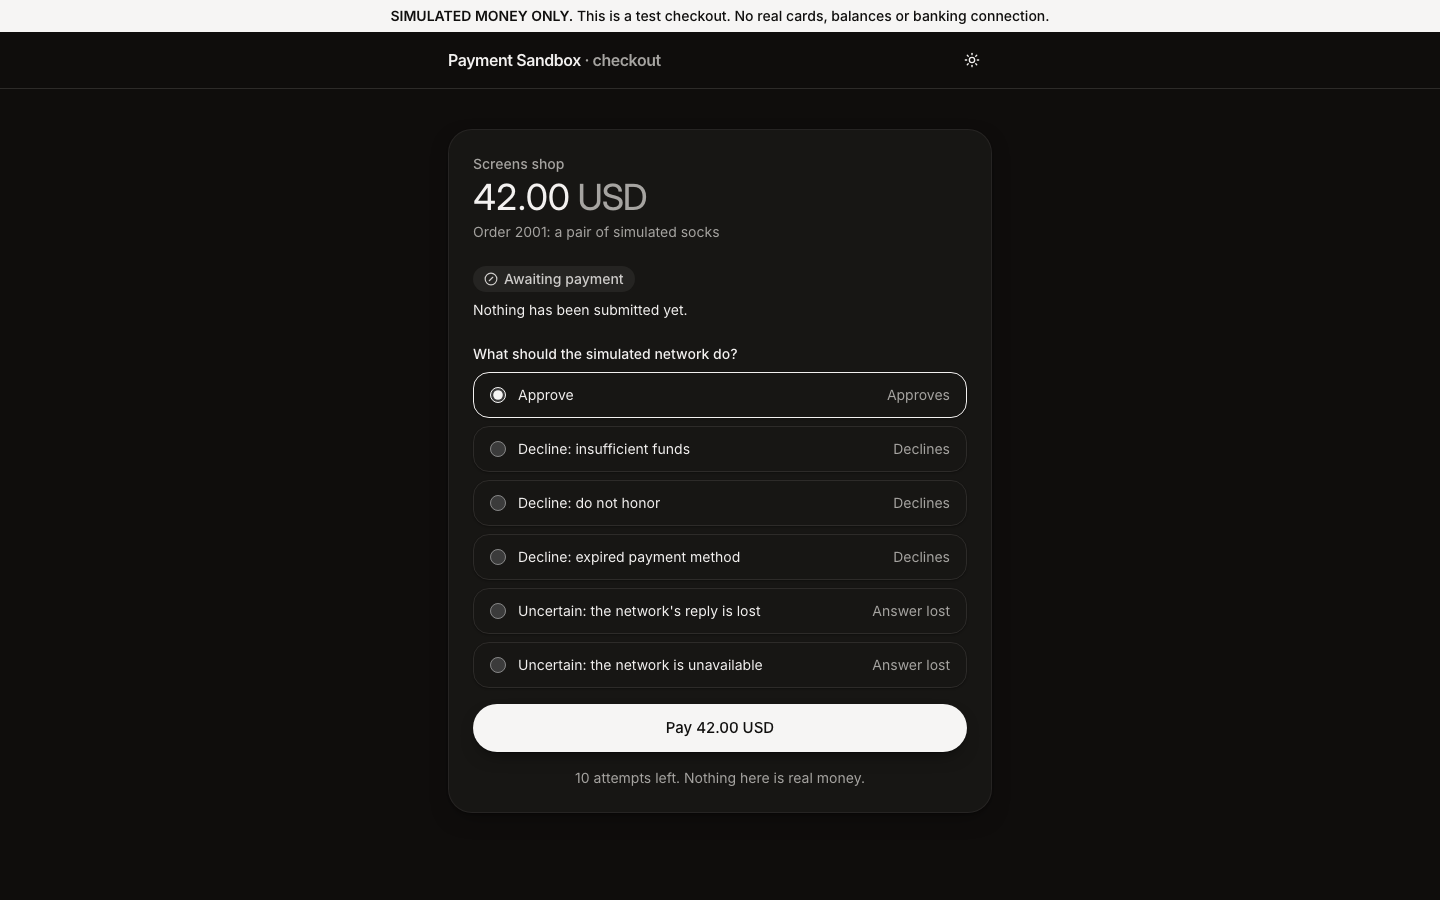 SIMULATED MONEY ONLY. This is a test checkout. No real cards, balances or banking connection.
Payment Sandbox · checkout
Screens shop
42.00 USD
Order 2001: a pair of simulated socks
Awaiting payment
Nothing has been submitted yet.
What should the simulated network do?
Approve Approves
Decline: insufficient funds Declines
Decline: do not honor Declines
Decline: expired payment method Declines
Uncertain: the network's reply is lost Answer lost
Uncertain: the network is unavailable Answer lost
Pay 42.00 USD
10 attempts left. Nothing here is real money.